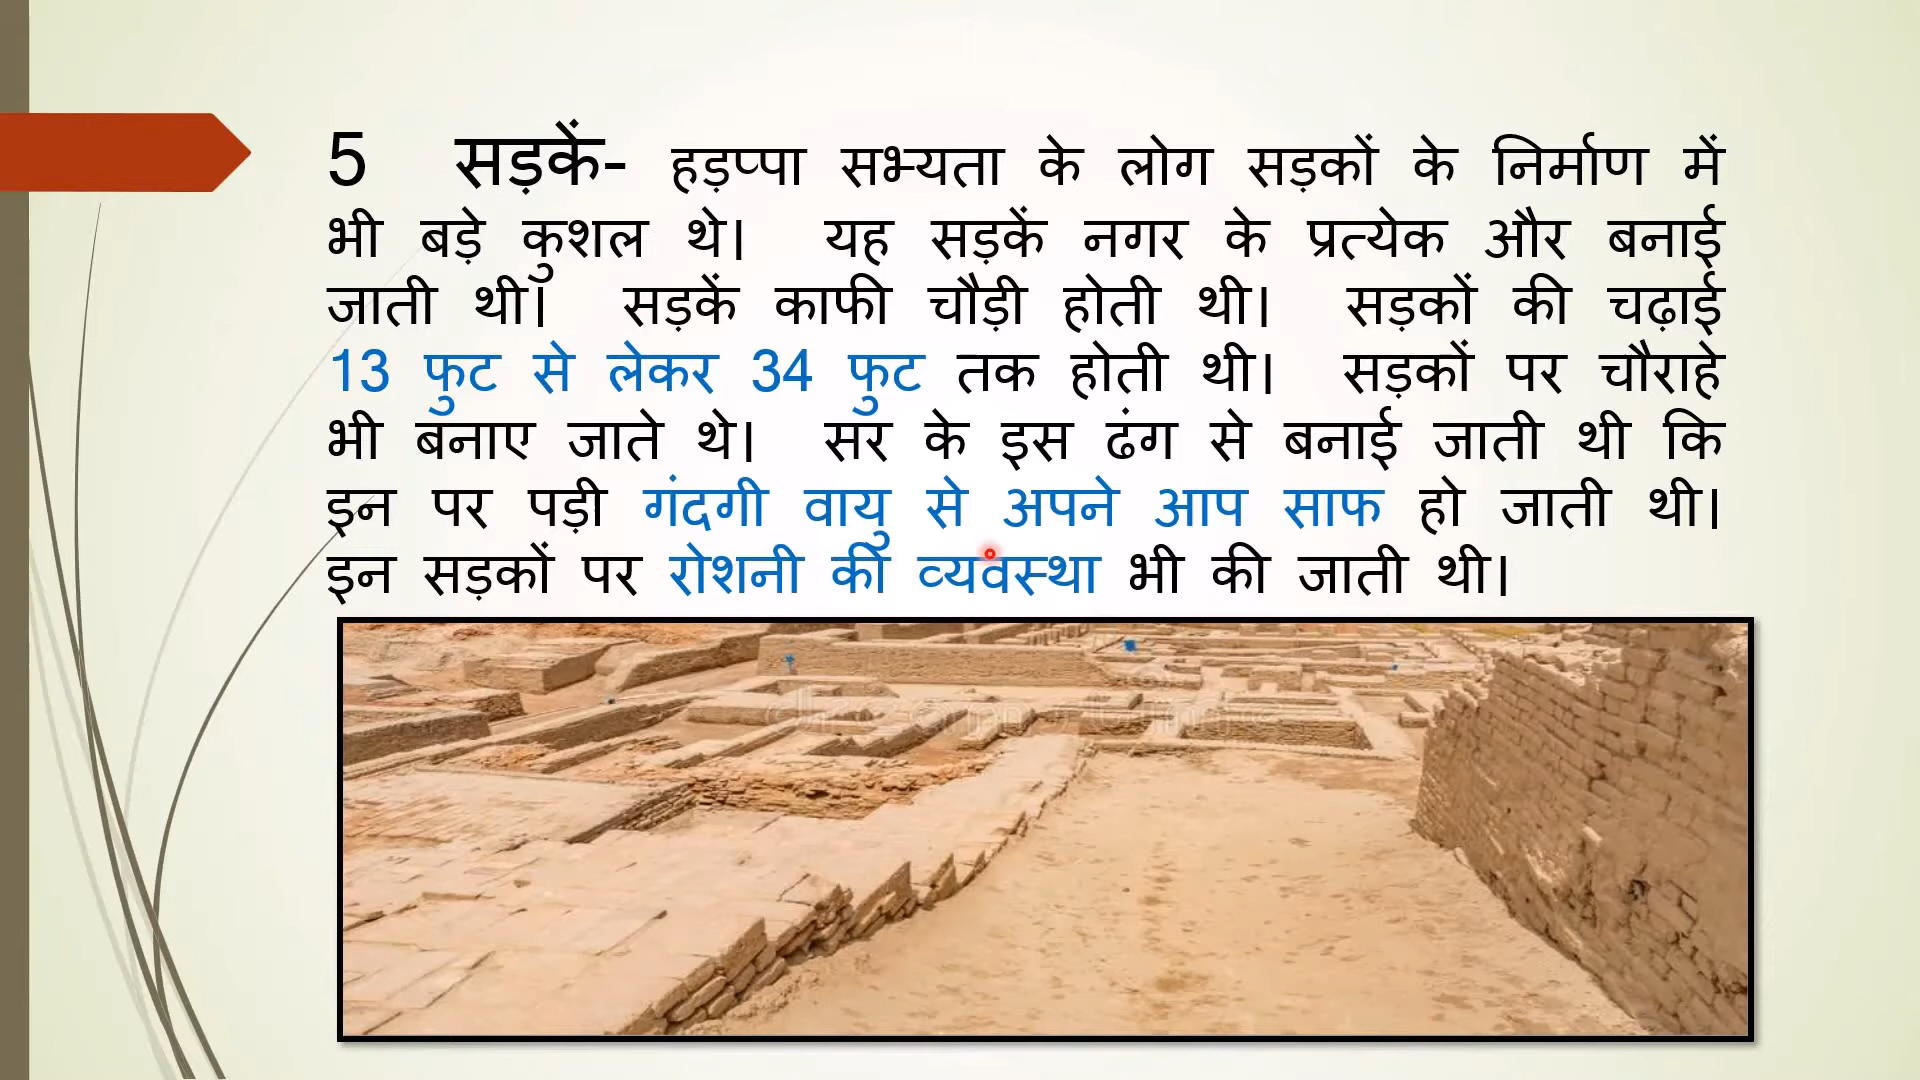 5 सड़कें- हड़प्पा सभ्यता के लोग सड़कों के निर्माण में
भी बड़े कुशल थे। यह सड़कें नगर के प्रत्येक और बनाई
जाती थी। सड़कें काफी चौड़ी होती थी। सड़कों की चढ़ाई
13 फुट से लेकर 34 फुट तक होती थी। सड़कों पर चौराहे
भी बनाए जाते थे। सर के इस ढंग से बनाई जाती थी कि
इन पर पड़ी गंदगी वायु से अपने आप साफ हो जाती थी।
इन सड़कों पर रोशनी की व्यवस्था भी की जाती थी।